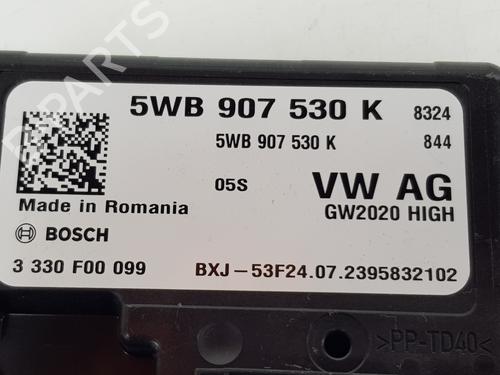 5WB 907 530 K 8324
5WB 907 530 K 844
05S VW AG
Made in Romania GW2020 HIGH
BOSCH
3 330 F00 099 BXJ-53F24.07.2395832102
>PP-TD40<
B-PARTS